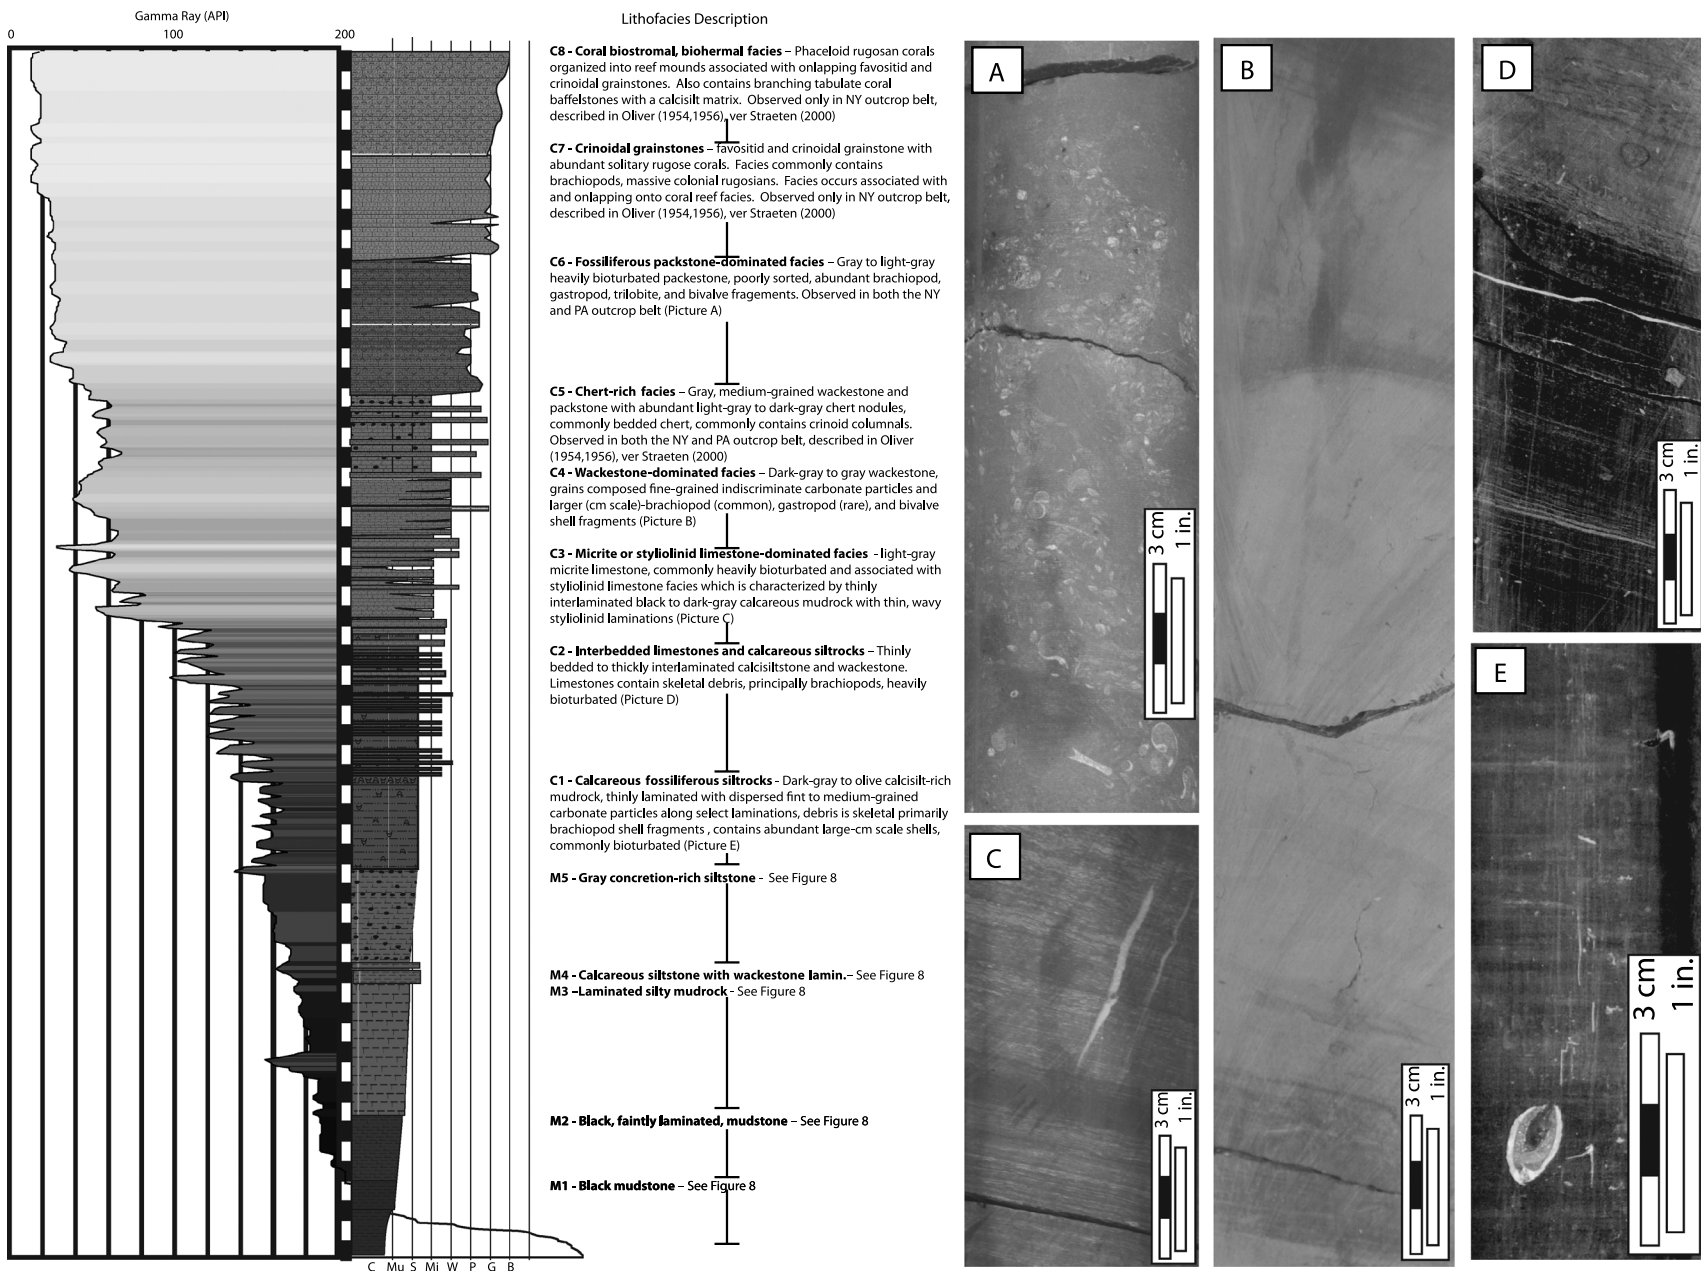 Gamma Ray (API)
0
100
200
Lithofacies Description
C8 - Coral biostromal, biohermal facies – Phaceloid rugosan corals
organized into reef mounds associated with onlapping favositid and
crinoidal grainstones. Also contains branching tabulate coral
baffelstones with a calcisilt matrix. Observed only in NY outcrop belt,
described in Oliver (1954,1956), ver Straeten (2000)
C7 - Crinoidal grainstones – favositid and crinoidal grainstone with
abundant solitary rugose corals. Facies commonly contains
brachiopods, massive colonial rugosians. Facies occurs associated with
and onlapping onto coral reef facies. Observed only in NY outcrop belt,
described in Oliver (1954,1956), ver Straeten (2000)
C6 - Fossiliferous packstone-dominated facies – Gray to light-gray
heavily bioturbated packestone, poorly sorted, abundant brachiopod,
gastropod, trilobite, and bivalve fragements. Observed in both the NY
and PA outcrop belt (Picture A)
C5 - Chert-rich facies – Gray, medium-grained wackestone and
packstone with abundant light-gray to dark-gray chert nodules,
commonly bedded chert, commonly contains crinoid columnals.
Observed in both the NY and PA outcrop belt, described in Oliver
(1954,1956), ver Straeten (2000)
C4 - Wackestone-dominated facies – Dark-gray to gray wackestone,
grains composed fine-grained indiscriminate carbonate particles and
larger (cm scale)-brachiopod (common), gastropod (rare), and bivalve
shell fragments (Picture B)
C3 - Micrite or styliolinid limestone-dominated facies - light-gray
micrite limestone, commonly heavily bioturbated and associated with
styliolinid limestone facies which is characterized by thinly
interlaminated black to dark-gray calcareous mudrock with thin, wavy
styliolinid laminations (Picture C)
C2 - Interbedded limestones and calcareous siltrocks – Thinly
bedded to thickly interlaminated calcisiltstone and wackestone.
Limestones contain skeletal debris, principally brachiopods, heavily
bioturbated (Picture D)
C1 - Calcareous fossiliferous siltrocks - Dark-gray to olive calcisilt-rich
mudrock, thinly laminated with dispersed fint to medium-grained
carbonate particles along select laminations, debris is skeletal primarily
brachiopod shell fragments , contains abundant large-cm scale shells,
commonly bioturbated (Picture E)
M5 - Gray concretion-rich siltstone - See Figure 8
M4 - Calcareous siltstone with wackestone lamin.– See Figure 8
M3 –Laminated silty mudrock - See Figure 8
M2 - Black, faintly laminated, mudstone – See Figure 8
M1 - Black mudstone – See Figure 8
C Mu S Mi W P G B
A
3 cm
1 in.
B
3 cm
1 in.
C
3 cm
1 in.
D
3 cm
1 in.
E
3 cm
1 in.